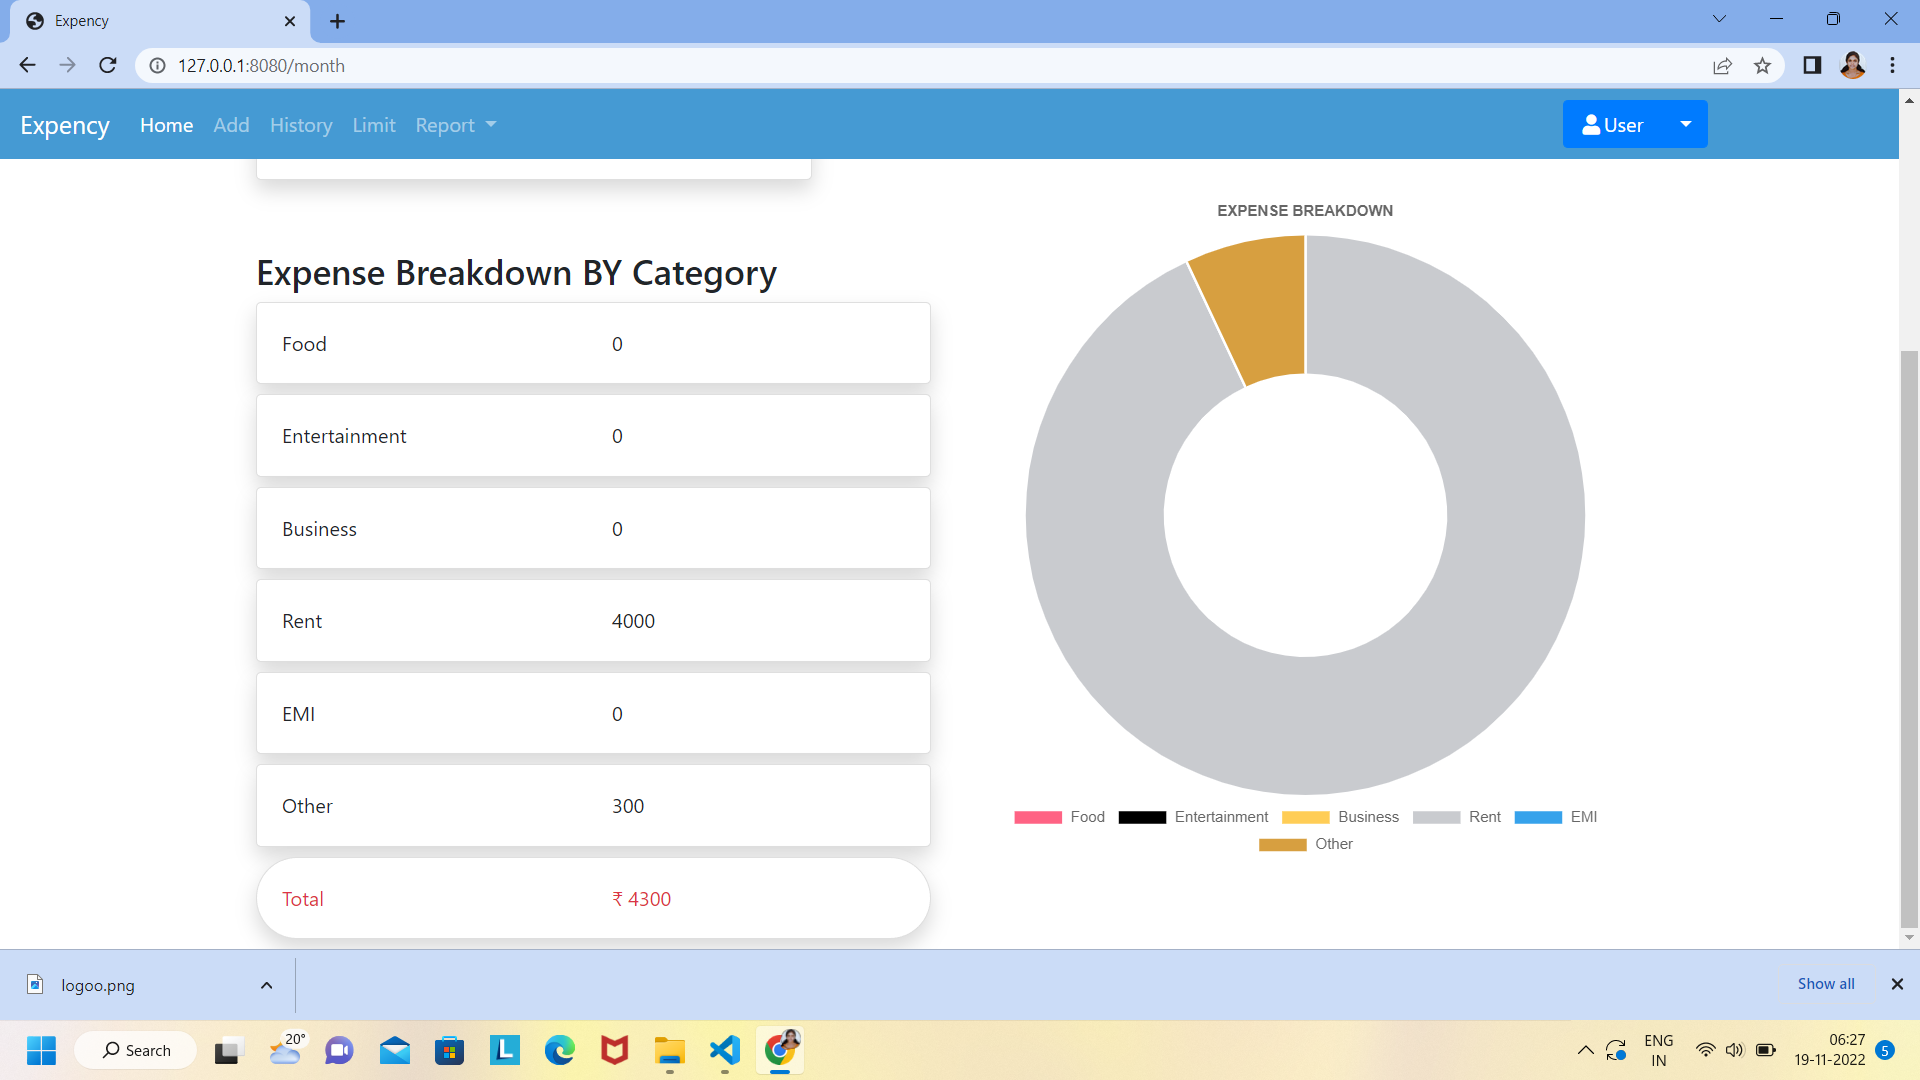 Expency
127.0.0.1:8080/month
Expency Home Add History Limit Report User
EXPENSE BREAKDOWN
Expense Breakdown BY Category
Food 0
Entertainment 0
Business 0
Rent 4000
EMI 0
Other 300
Total ₹ 4300
Food Entertainment Business Rent EMI
Other
logoo.png Show all
20°
Search
L
ENG
IN
06:27
19-11-2022
5